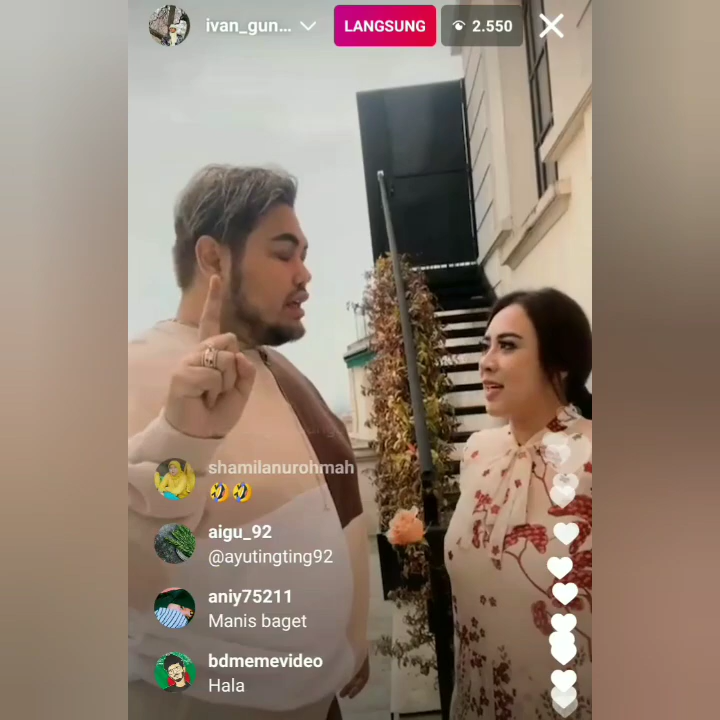 ivan_gun...
LANGSUNG
2.550
shamilanurohmah
🤣🤣
aigu_92
@ayutingting92
aniy75211
Manis baget
bdmemevideo
Hala